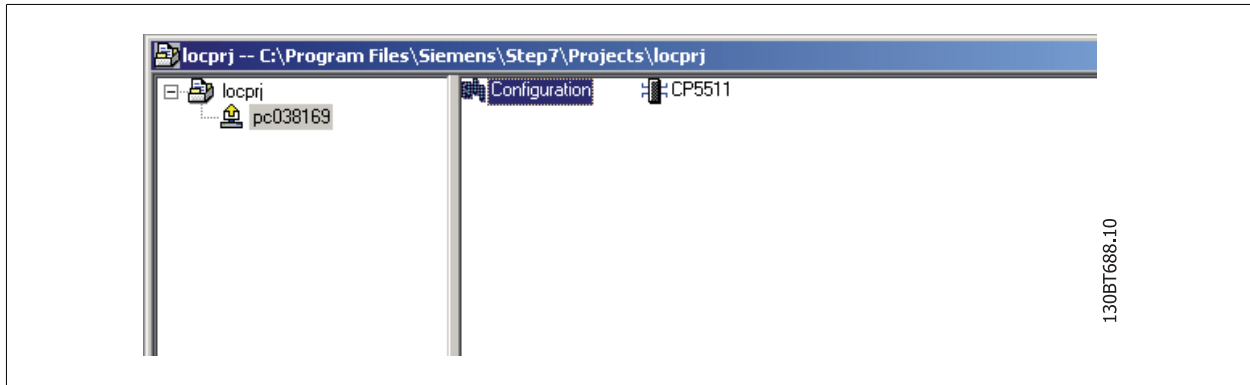 locprj -- C:\Program Files\Siemens\Step7\Projects\locprj
locprj
pc038169
Configuration
CP5511
130BT688.10